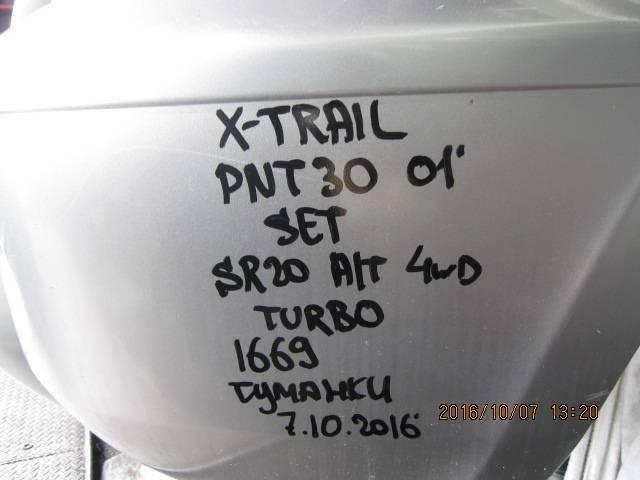 X-TRAIL
PNT30 01'
SET
SR20 A/T 4WD
TURBO
1669
туманки
7.10.2016
2016/10/07 13:20